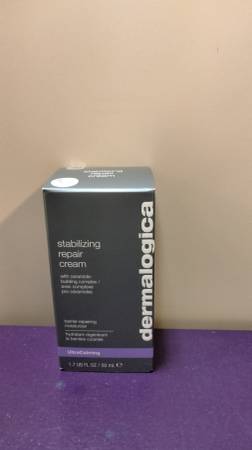 stabilizing
repair
cream
with ceramide-
building complex /
avec complexe
pro-céramides
barrier repairing
moisturizer
hydratant régénérant
la barrière cutanée
UltraCalming
1.7 US FL OZ / 50 mL ℮
dermalogica